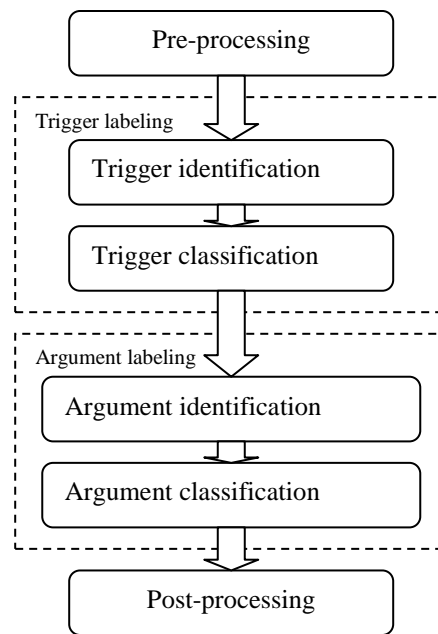 Pre-processing
Trigger labeling
Trigger identification
Trigger classification
Argument labeling
Argument identification
Argument classification
Post-processing